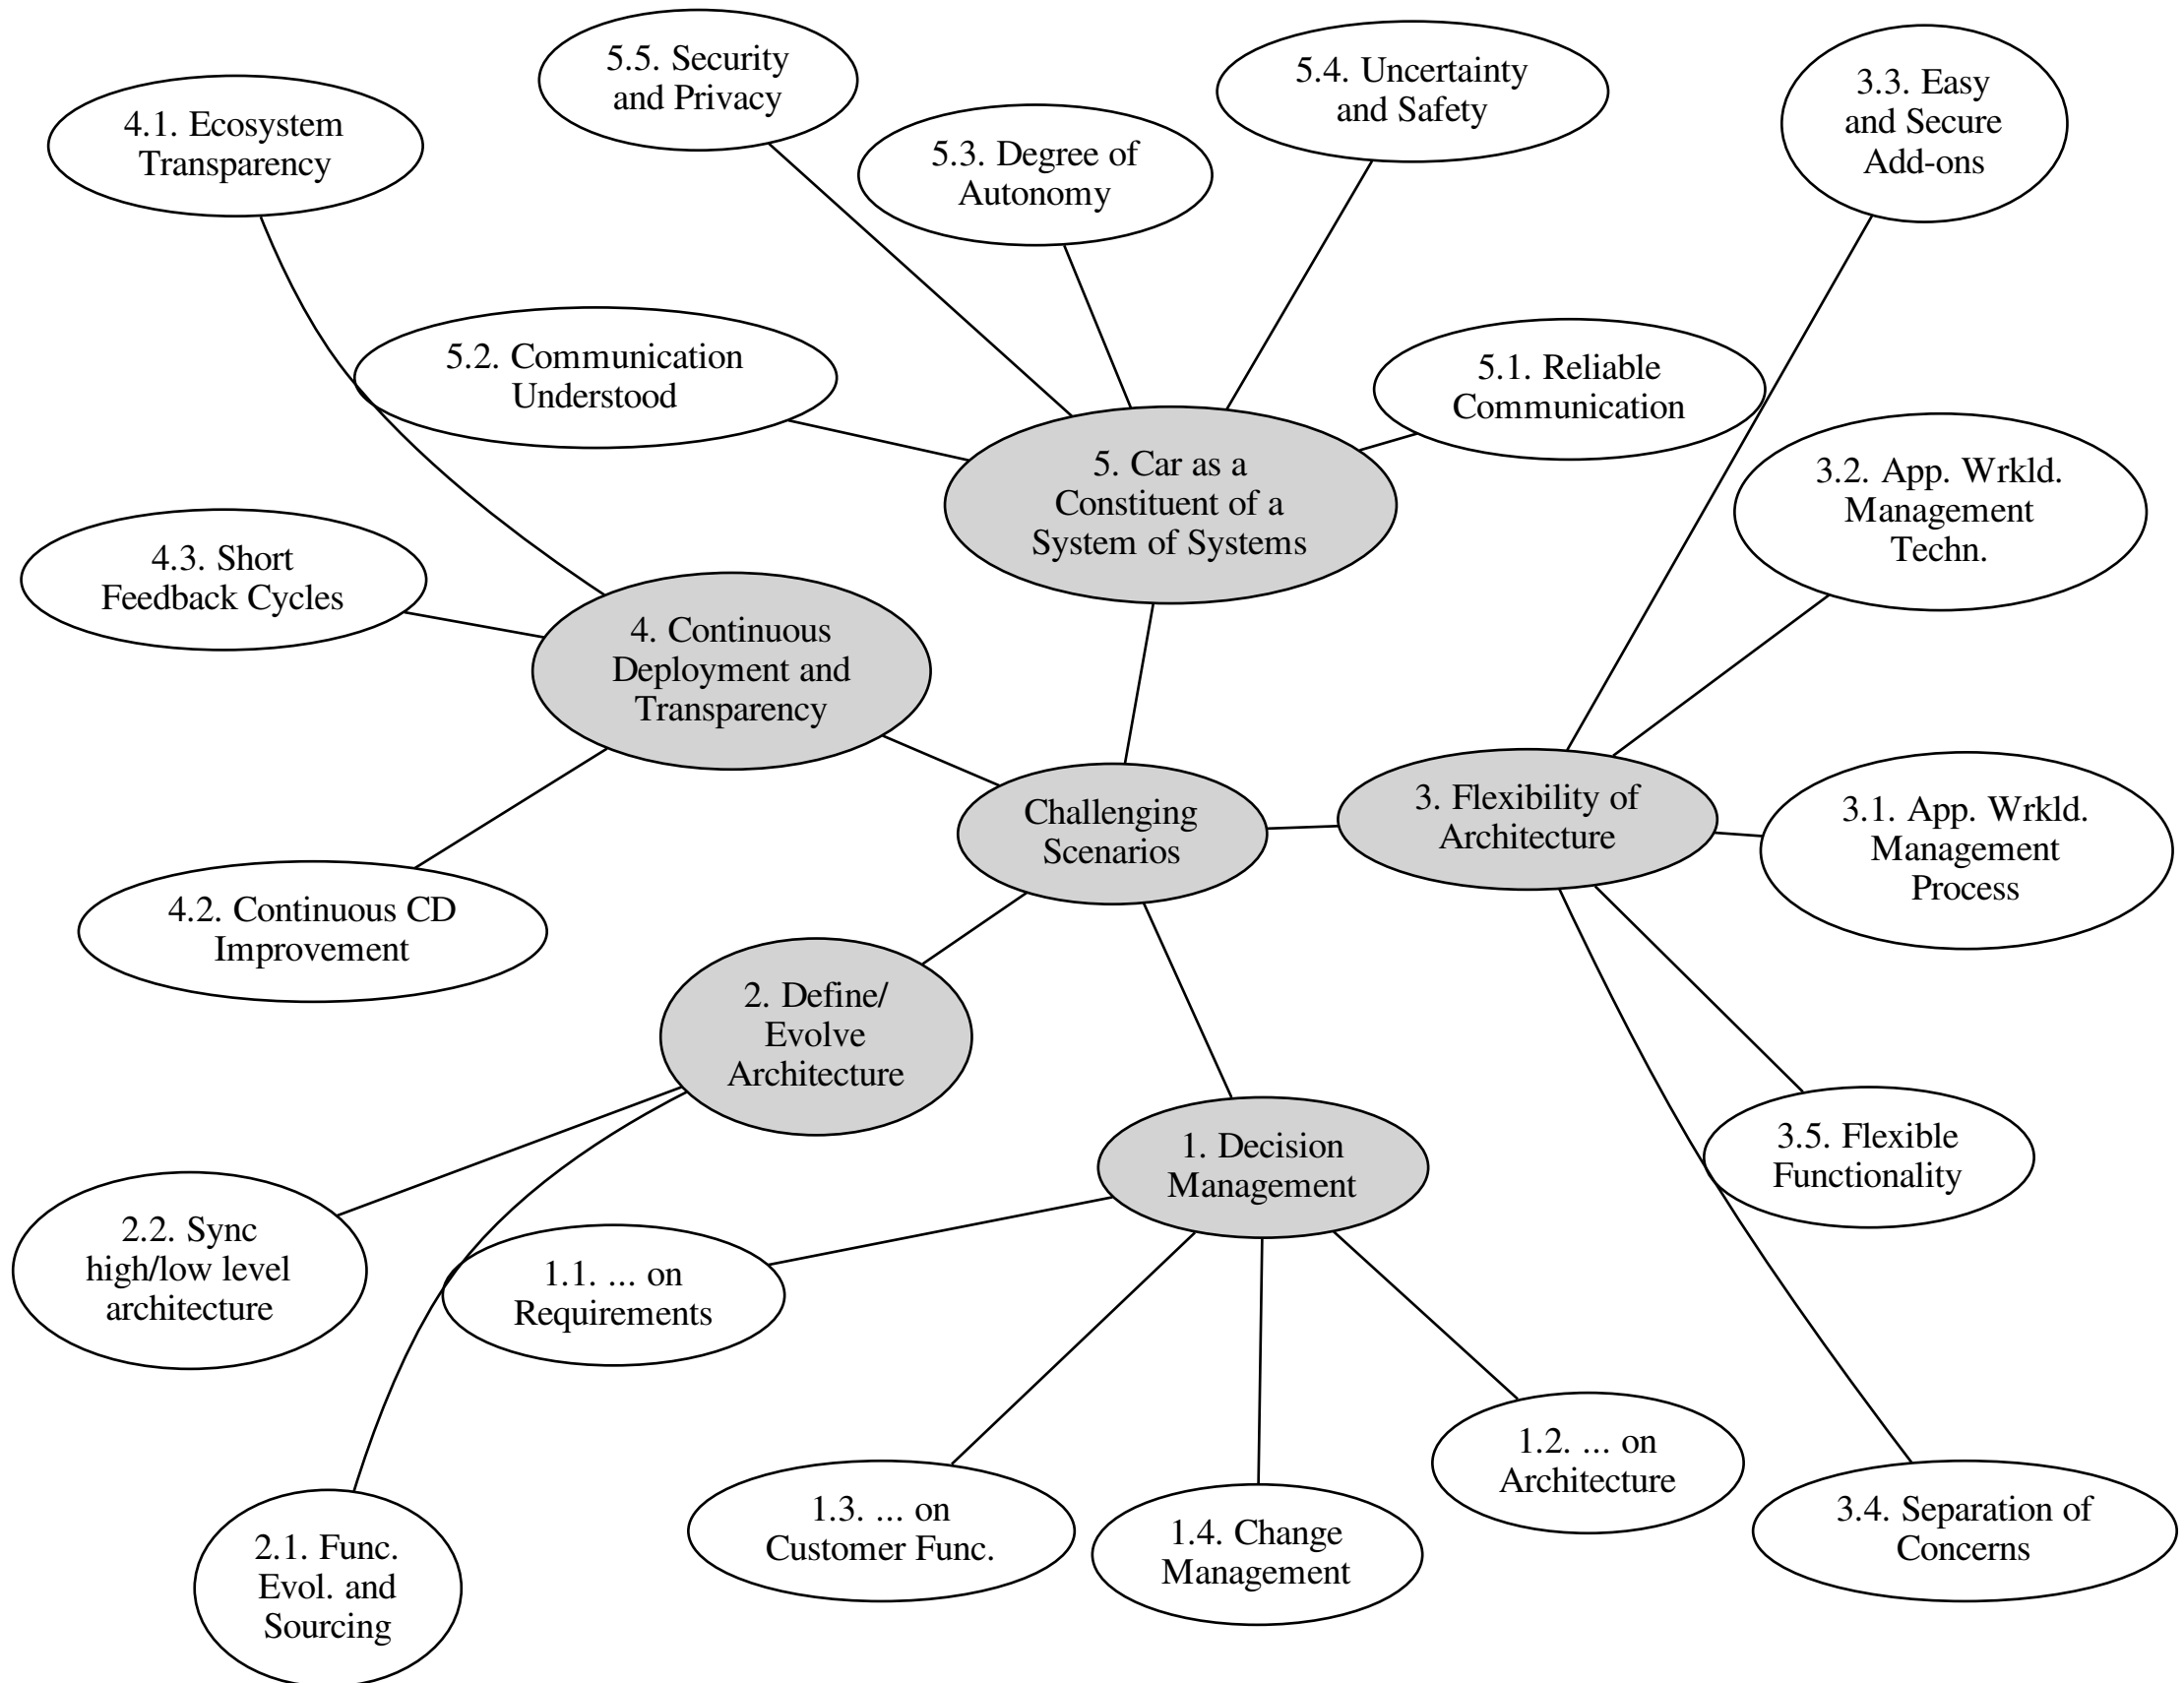 5.5. Security
and Privacy
5.4. Uncertainty
and Safety
3.3. Easy
and Secure
Add-ons
4.1. Ecosystem
Transparency
5.3. Degree of
Autonomy
5.2. Communication
Understood
5.1. Reliable
Communication
5. Car as a
Constituent of a
System of Systems
3.2. App. Wrkld.
Management
Techn.
4.3. Short
Feedback Cycles
4. Continuous
Deployment and
Transparency
Challenging
Scenarios
3. Flexibility of
Architecture
3.1. App. Wrkld.
Management
Process
4.2. Continuous CD
Improvement
2. Define/
Evolve
Architecture
1. Decision
Management
3.5. Flexible
Functionality
2.2. Sync
high/low level
architecture
1.1. ... on
Requirements
1.2. ... on
Architecture
1.3. ... on
Customer Func.
1.4. Change
Management
3.4. Separation of
Concerns
2.1. Func.
Evol. and
Sourcing